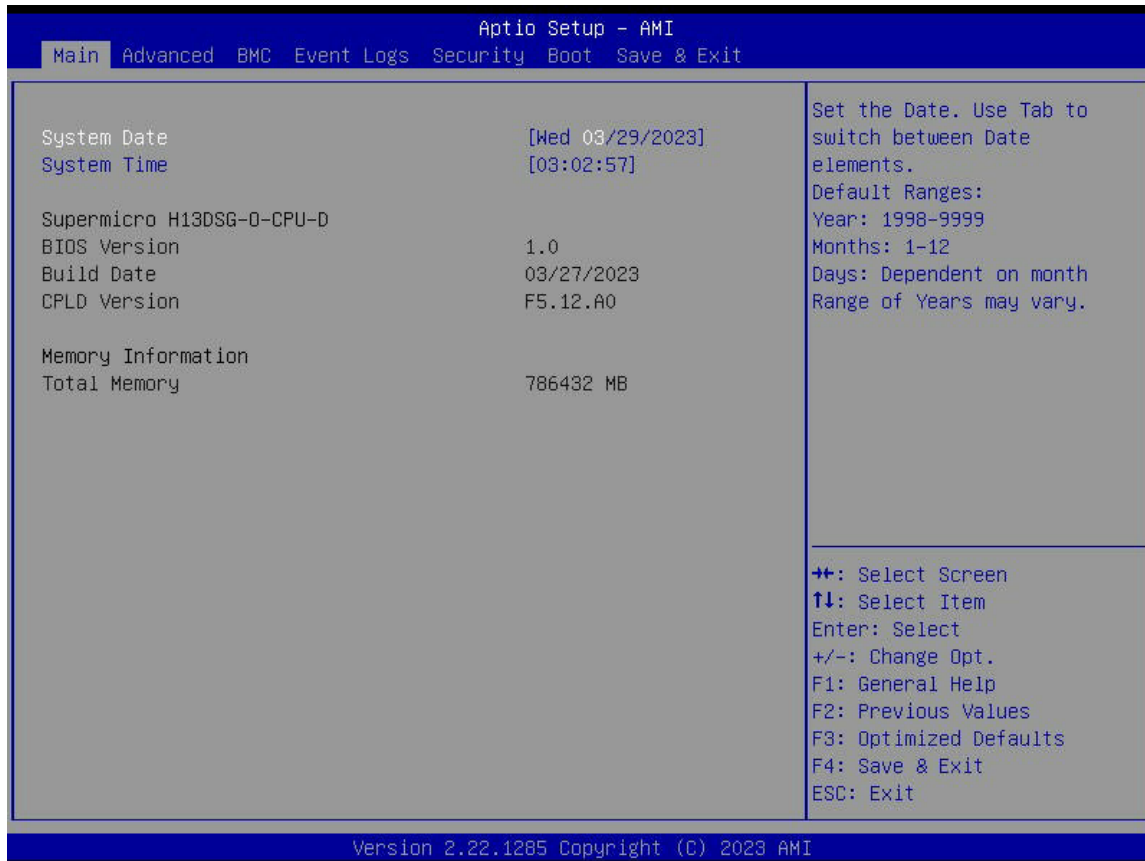 Aptio Setup - AMI
Main Advanced BMC Event Logs Security Boot Save & Exit
System Date [Wed 03/29/2023]
System Time [03:02:57]
Supermicro H13DSG-O-CPU-D
BIOS Version 1.0
Build Date 03/27/2023
CPLD Version F5.12.A0
Memory Information
Total Memory 786432 MB
Set the Date. Use Tab to
switch between Date
elements.
Default Ranges:
Year: 1998-9999
Months: 1-12
Days: Dependent on month
Range of Years may vary.
→←: Select Screen
↑↓: Select Item
Enter: Select
+/-: Change Opt.
F1: General Help
F2: Previous Values
F3: Optimized Defaults
F4: Save & Exit
ESC: Exit
Version 2.22.1285 Copyright (C) 2023 AMI